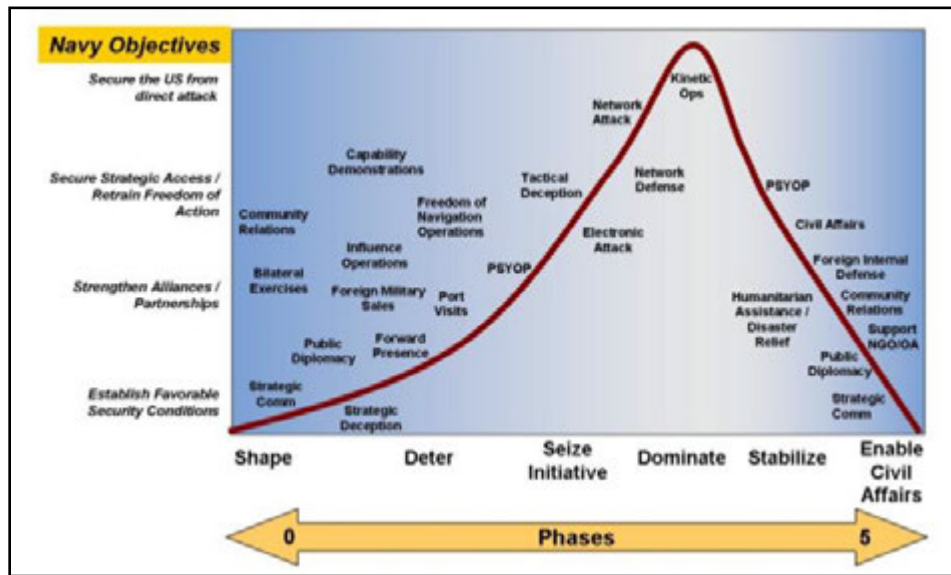 Navy Objectives
Secure the US from
direct attack
Secure Strategic Access /
Retrain Freedom of
Action
Strengthen Alliances /
Partnerships
Establish Favorable
Security Conditions
Kinetic
Ops
Network
Attack
Capability
Demonstrations
Tactical
Deception
Network
Defense
PSYOP
Community
Relations
Freedom of
Navigation
Operations
Civil Affairs
Electronic
Attack
Influence
Operations
PSYOP
Foreign Internal
Defense
Bilateral
Exercises
Foreign Military
Sales
Port
Visits
Humanitarian
Assistance /
Disaster
Relief
Community
Relations
Support
NGO/OA
Public
Diplomacy
Forward
Presence
Public
Diplomacy
Strategic
Comm
Strategic
Deception
Strategic
Comm
Shape
Deter
Seize
Initiative
Dominate
Stabilize
Enable
Civil
Affairs
0
Phases
5